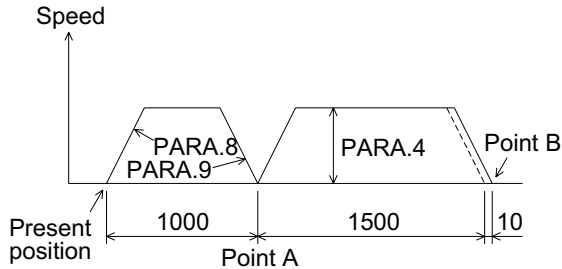 Speed
PARA.8
PARA.9
PARA.4
Point B
Present
position
1000
1500
10
Point A